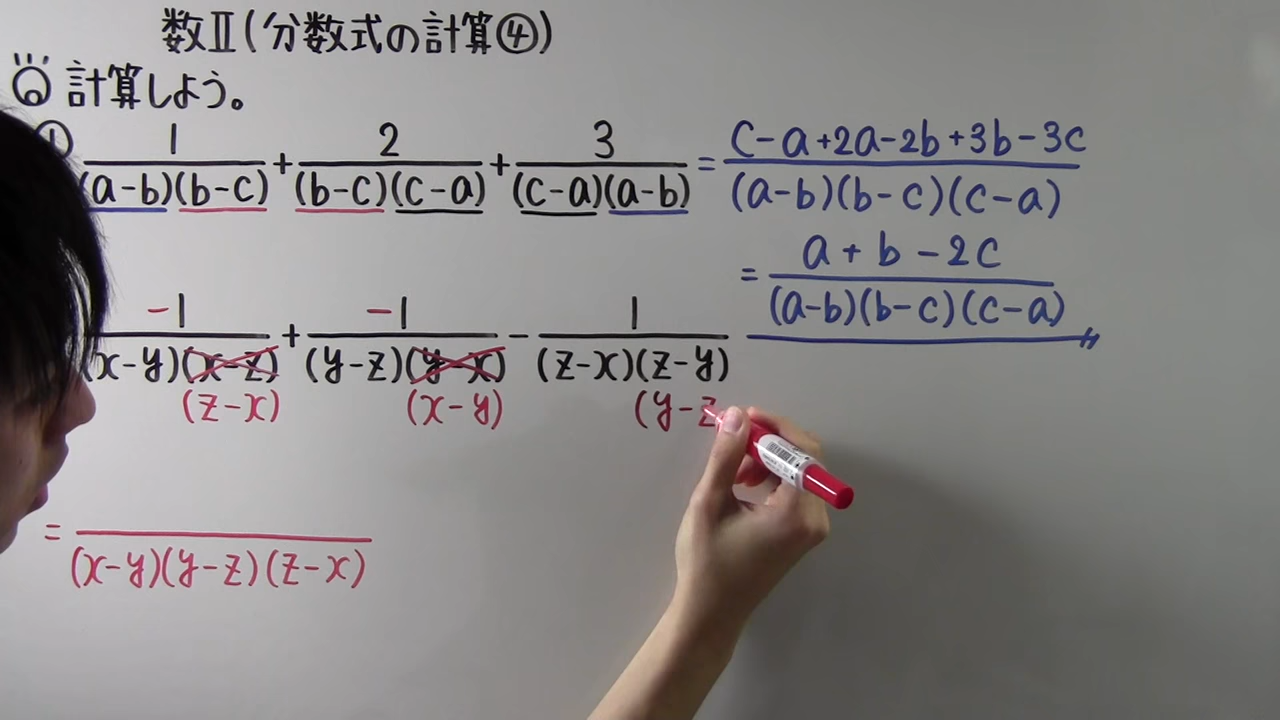 数Ⅱ(分数式の計算④)
Q 計算しよう。
① 1/(a-b)(b-c) + 2/(b-c)(c-a) + 3/(c-a)(a-b) = c-a+2a-2b+3b-3c/(a-b)(b-c)(c-a)
= a+b-2c/(a-b)(b-c)(c-a)
-1/(x-y)(x-z) + -1/(y-z)(y-x) - 1/(z-x)(z-y)
(z-x) (x-y) (y-z
= /(x-y)(y-z)(z-x)